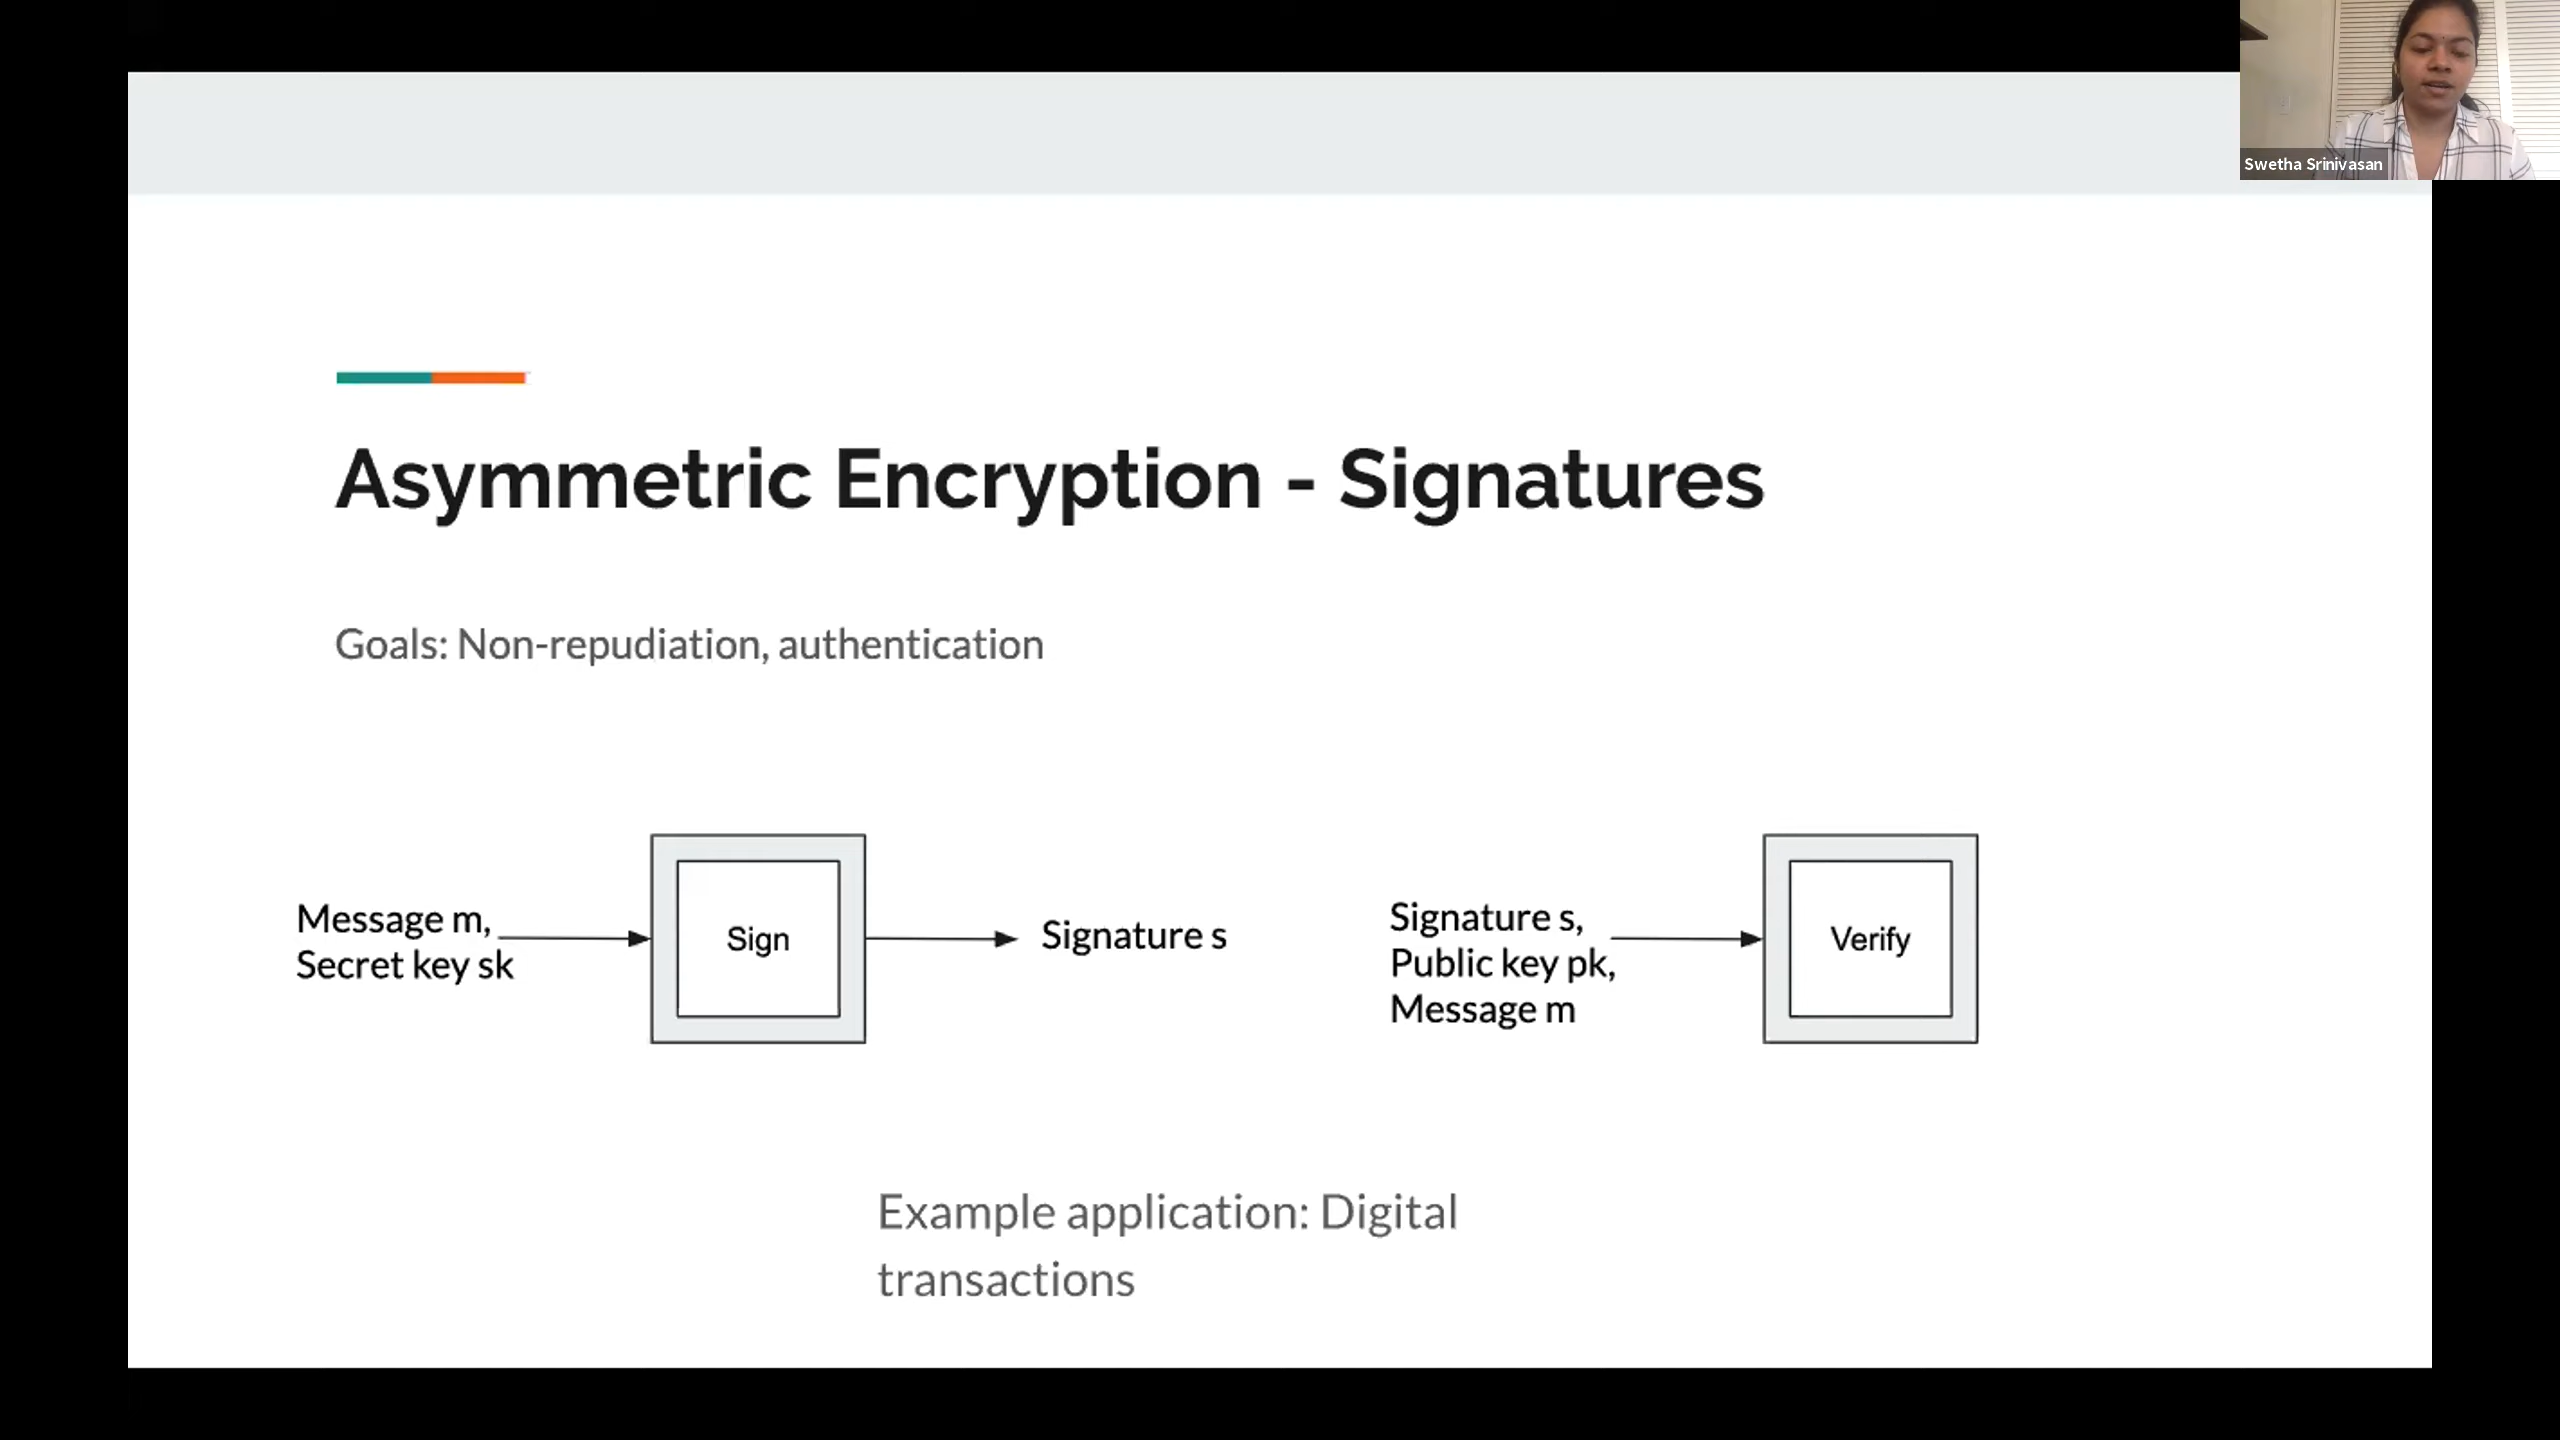 Swetha Srinivasan
Asymmetric Encryption - Signatures
Goals: Non-repudiation, authentication
Message m,
Secret key sk
Sign
Signature s
Signature s,
Public key pk,
Message m
Verify
Example application: Digital
transactions